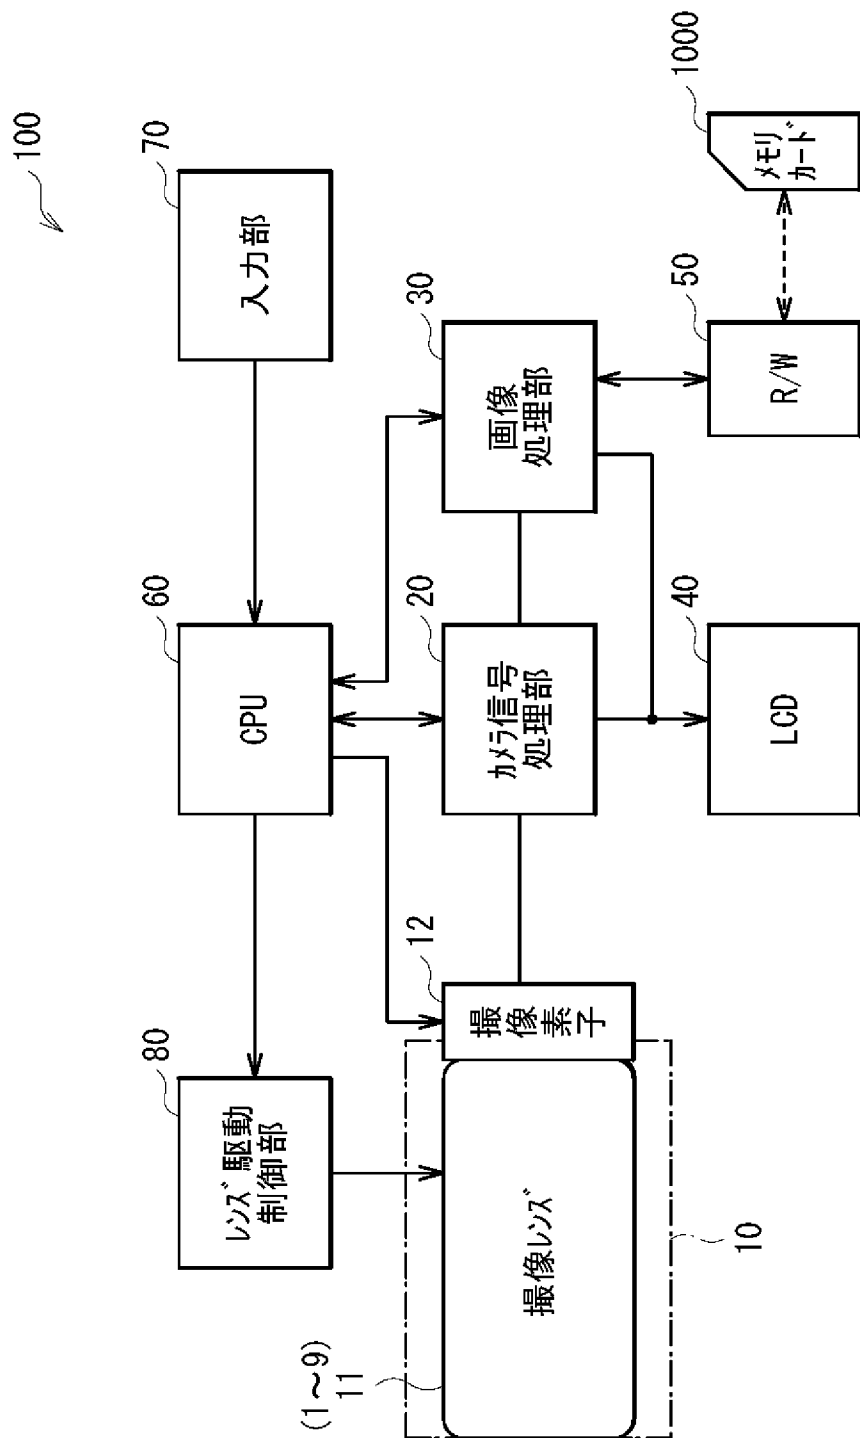 100
80
レンズ駆動
制御部
60
CPU
70
入力部
(1~9)
11
撮像レンズ
10
12
撮像
素子
20
カメラ信号
処理部
30
画像
処理部
40
LCD
50
R/W
1000
メモリ
カード